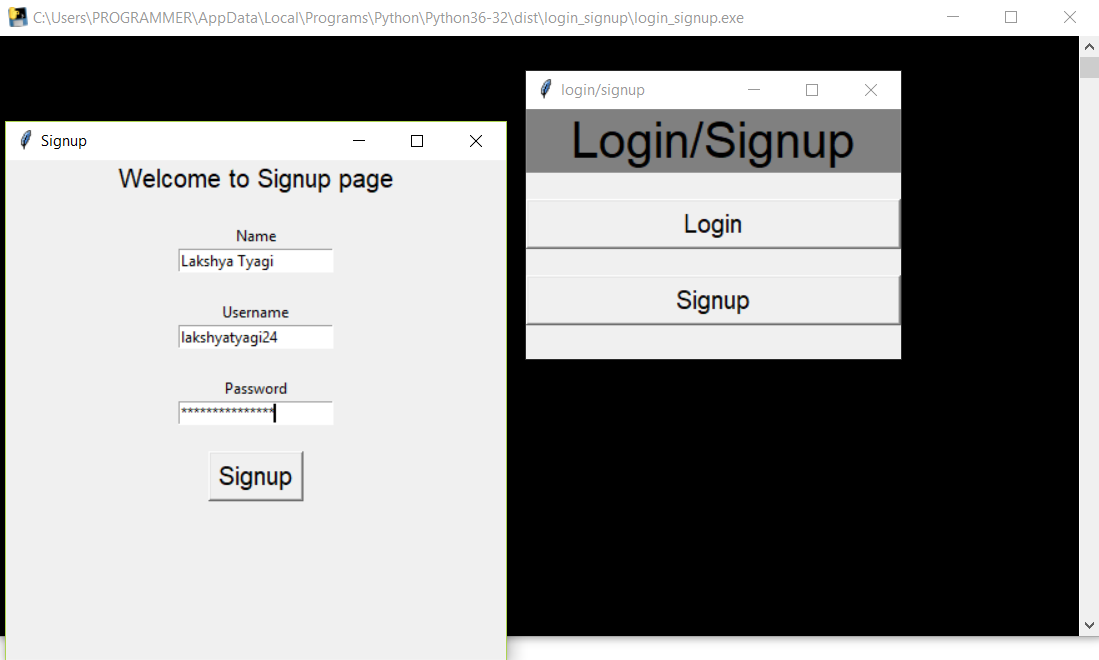 C:\Users\PROGRAMMER\AppData\Local\Programs\Python\Python36-32\dist\login_signup\login_signup.exe
login/signup
Login/Signup
Login
Signup
Signup
Welcome to Signup page
Name
Lakshya Tyagi
Username
lakshyatyagi24
Password
***************
Signup